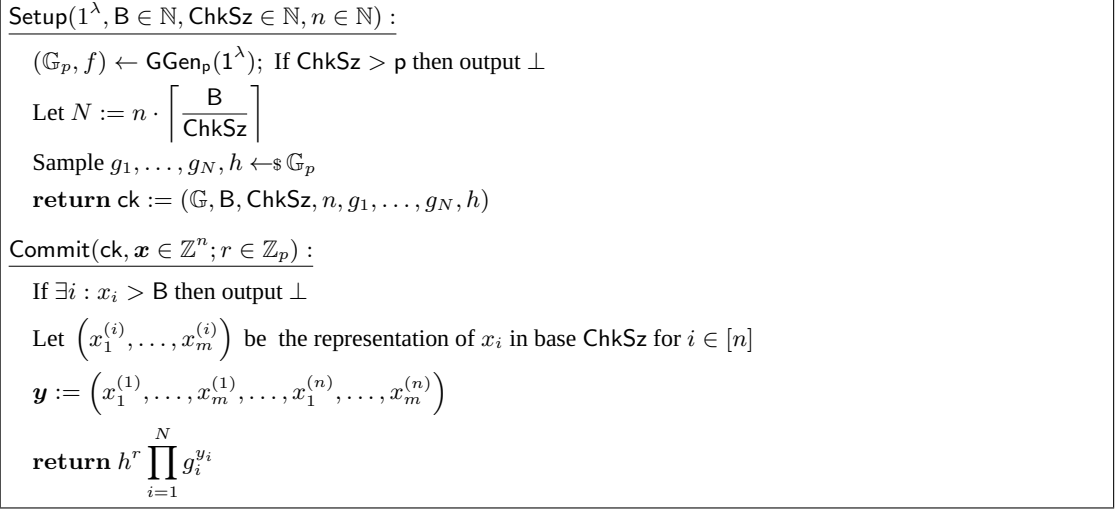 Setup(1^λ, B ∈ ℕ, ChkSz ∈ ℕ, n ∈ ℕ) :
(𝔾_p, f) ← GGen_p(1^λ); If ChkSz > p then output ⊥
Let N := n · ⌈B / ChkSz⌉
Sample g_1, . . . , g_N, h ←$ 𝔾_p
return ck := (𝔾, B, ChkSz, n, g_1, . . . , g_N, h)
Commit(ck, x ∈ ℤ^n; r ∈ ℤ_p) :
If ∃i : x_i > B then output ⊥
Let (x_1^(i), . . . , x_m^(i)) be the representation of x_i in base ChkSz for i ∈ [n]
y := (x_1^(1), . . . , x_m^(1), . . . , x_1^(n), . . . , x_m^(n))
return h^r ∏_{i=1}^{N} g_i^{y_i}